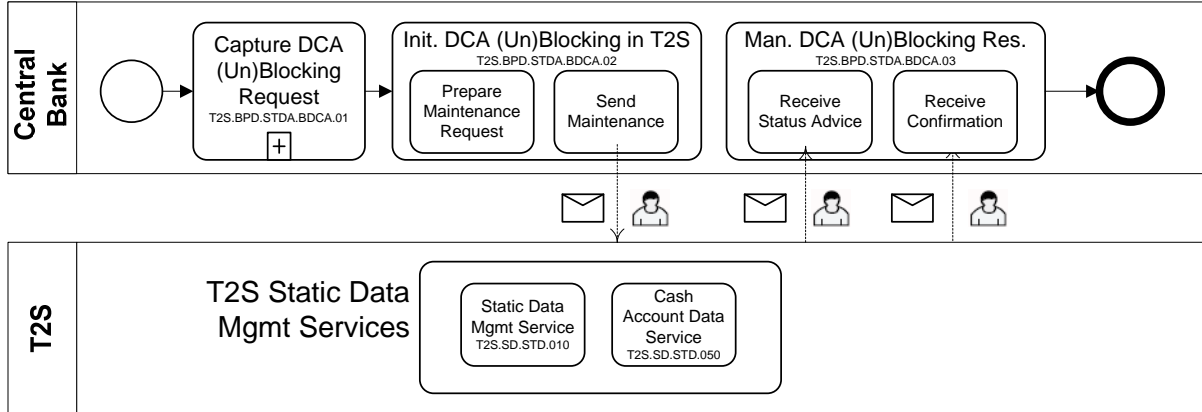 Central
Bank
Capture DCA
(Un)Blocking
Request
T2S.BPD.STDA.BDCA.01
+
Init. DCA (Un)Blocking in T2S
T2S.BPD.STDA.BDCA.02
Prepare
Maintenance
Request
Send
Maintenance
Man. DCA (Un)Blocking Res.
T2S.BPD.STDA.BDCA.03
Receive
Status Advice
Receive
Confirmation
T2S
T2S Static Data
Mgmt Services
Static Data
Mgmt Service
T2S.SD.STD.010
Cash
Account Data
Service
T2S.SD.STD.050